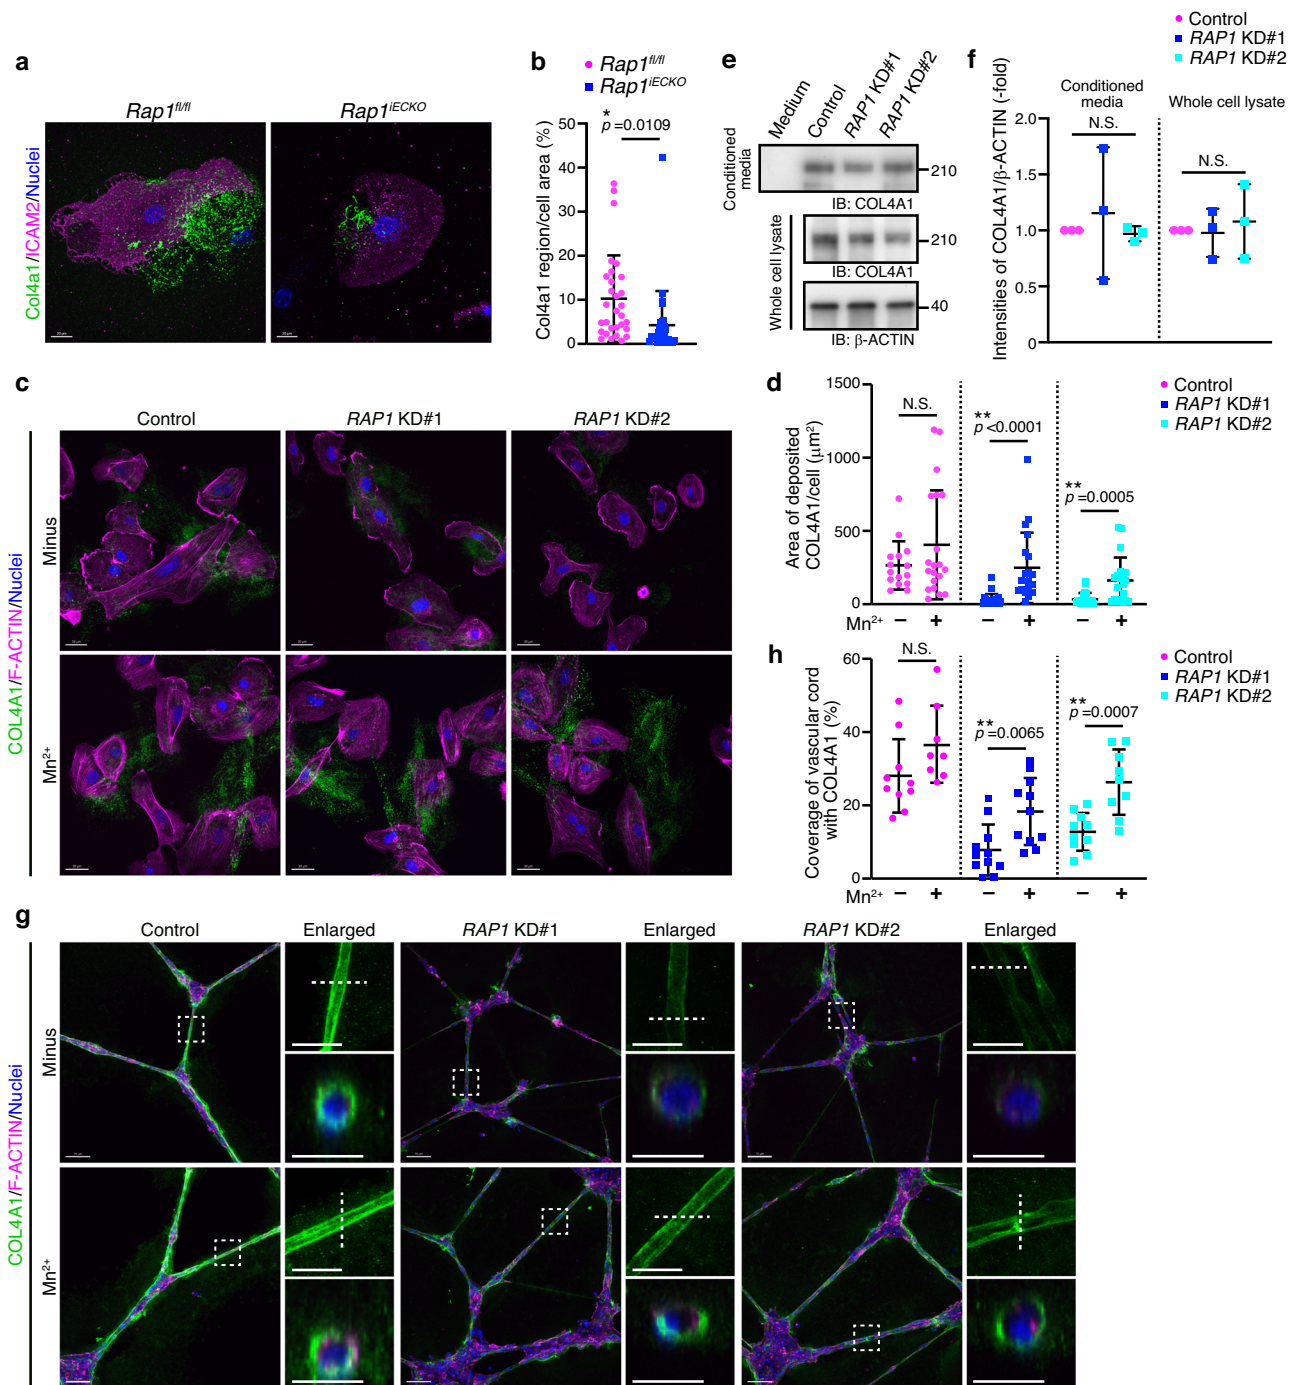 a
Rap1fl/fl
Rap1iECKO
Col4a1/ICAM2/Nuclei
b
Rap1fl/fl
Rap1iECKO
*
p=0.0109
Col4a1 region/cell area (%)
50
40
30
20
10
0
e
Medium
Control
RAP1 KD#1
RAP1 KD#2
Conditioned
media
210
IB: COL4A1
Whole cell lysate
210
IB: COL4A1
40
IB: β-ACTIN
f
Control
RAP1 KD#1
RAP1 KD#2
Conditioned
media
Whole cell lysate
N.S.
N.S.
Intensities of COL4A1/β-ACTIN (-fold)
2.0
1.5
1.0
0.5
0
c
Control
RAP1 KD#1
RAP1 KD#2
COL4A1/F-ACTIN/Nuclei
Minus
Mn2+
d
Control
RAP1 KD#1
RAP1 KD#2
N.S.
**
p<0.0001
**
p=0.0005
Area of deposited
COL4A1/cell (μm2)
1500
1000
500
0
Mn2+
− + − + − +
h
Control
RAP1 KD#1
RAP1 KD#2
N.S.
**
p=0.0065
**
p=0.0007
Coverage of vascular cord
with COL4A1 (%)
60
40
20
0
Mn2+
− + − + − +
g
Control
Enlarged
RAP1 KD#1
Enlarged
RAP1 KD#2
Enlarged
COL4A1/F-ACTIN/Nuclei
Minus
Mn2+